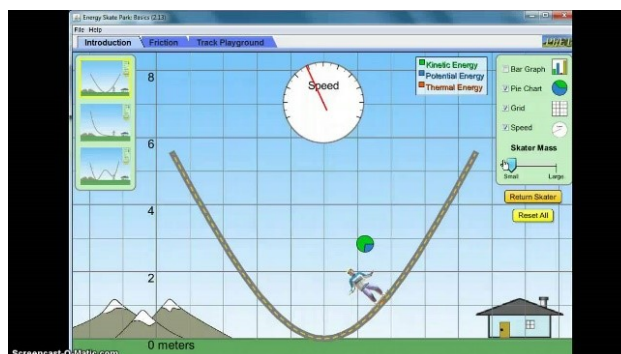 Energy Skate Park: Basics (2.13)
File Help
Introduction Friction Track Playground
PhET
8
6
4
2
0 meters
Speed
Kinetic Energy
Potential Energy
Thermal Energy
Bar Graph
Pie Chart
Grid
Speed
Skater Mass
Small Large
Return Skater
Reset All
Screencast-O-Matic.com